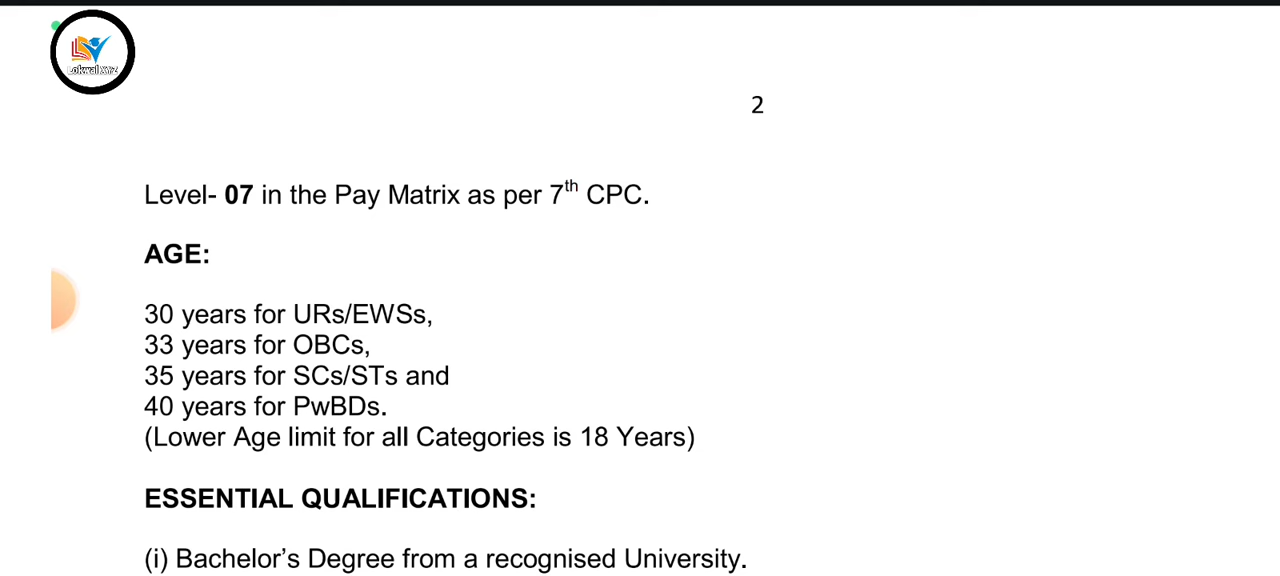 Lokwal XYZ
2
Level- 07 in the Pay Matrix as per 7th CPC.
AGE:
30 years for URs/EWSs,
33 years for OBCs,
35 years for SCs/STs and
40 years for PwBDs.
(Lower Age limit for all Categories is 18 Years)
ESSENTIAL QUALIFICATIONS:
(i) Bachelor’s Degree from a recognised University.